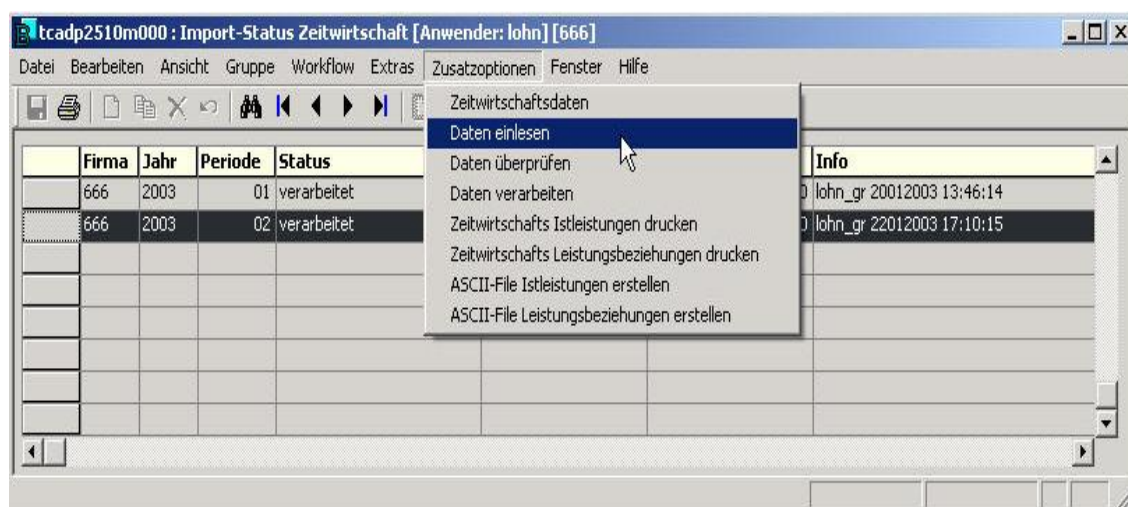 tcadp2510m000 : Import-Status Zeitwirtschaft [Anwender: lohn] [666]
Datei Bearbeiten Ansicht Gruppe Workflow Extras Zusatzoptionen Fenster Hilfe
Zeitwirtschaftsdaten
Daten einlesen
Daten überprüfen
Daten verarbeiten
Zeitwirtschafts Istleistungen drucken
Zeitwirtschafts Leistungsbeziehungen drucken
ASCII-File Istleistungen erstellen
ASCII-File Leistungsbeziehungen erstellen
Firma Jahr Periode Status Info
666 2003 01 verarbeitet 0 lohn_gr 20012003 13:46:14
666 2003 02 verarbeitet 0 lohn_gr 22012003 17:10:15